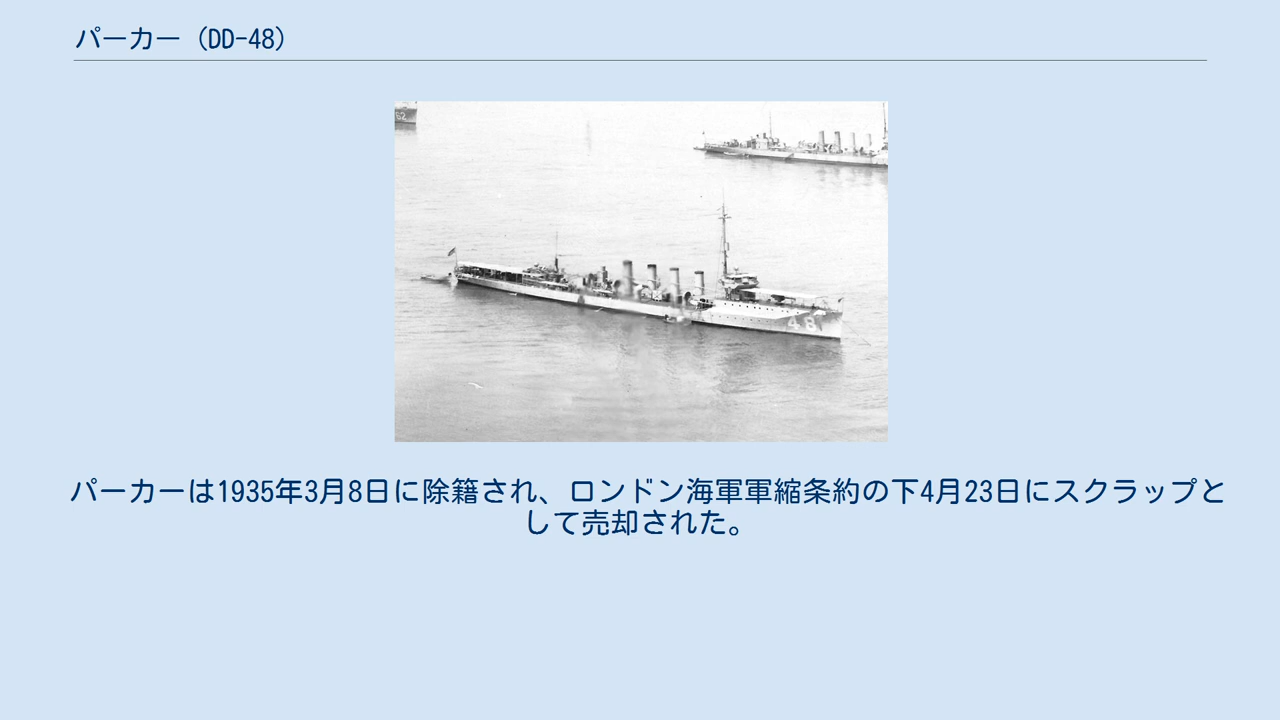 パーカー（DD-48）
62
48
パーカーは1935年3月8日に除籍され、ロンドン海軍軍縮条約の下4月23日にスクラップと
して売却された。